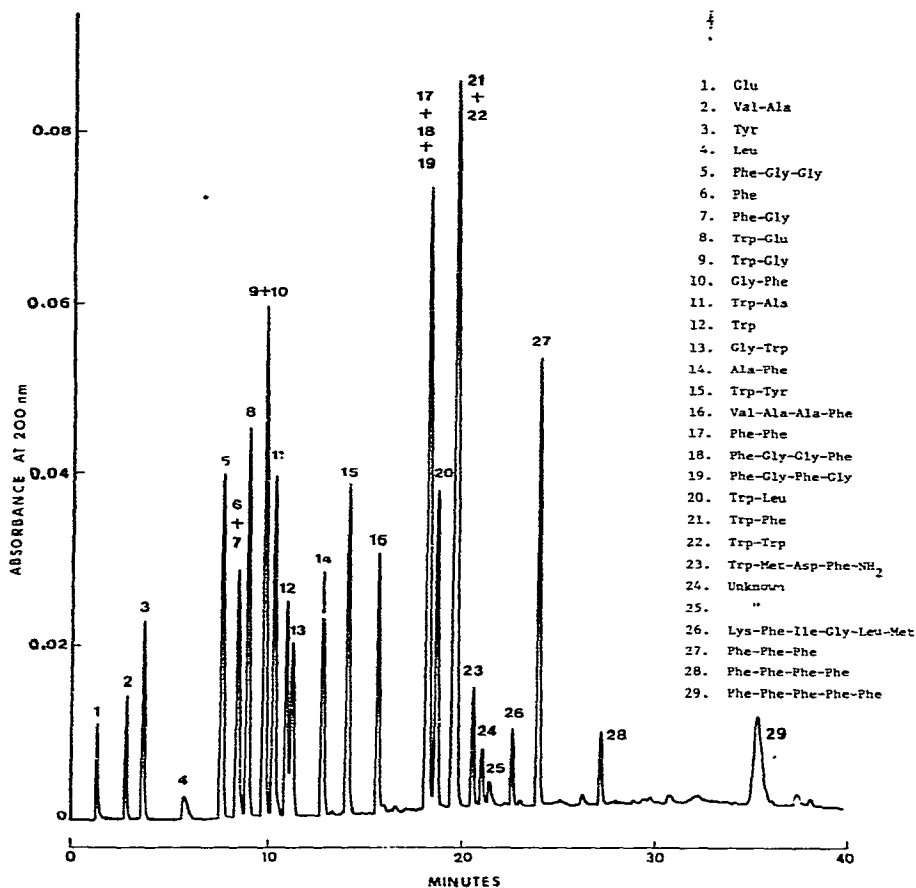 17
+
18
+
19
21
+
22
0.08
0.06
0.04
0.02
0
ABSORBANCE AT 200 nm
9+10
27
8
5
6
+
7
15
20
14
16
12
13
3
2
1
4
23
24
25
26
28
29
0
10
20
30
40
MINUTES
1. Glu
2. Val-Ala
3. Tyr
4. Leu
5. Phe-Gly-Gly
6. Phe
7. Phe-Gly
8. Trp-Glu
9. Trp-Gly
10. Gly-Phe
11. Trp-Ala
12. Trp
13. Gly-Trp
14. Ala-Phe
15. Trp-Tyr
16. Val-Ala-Ala-Phe
17. Phe-Phe
18. Phe-Gly-Gly-Phe
19. Phe-Gly-Phe-Gly
20. Trp-Leu
21. Trp-Phe
22. Trp-Trp
23. Trp-Met-Asp-Phe-NH2
24. Unknown
25. "
26. Lys-Phe-Ile-Gly-Leu-Met
27. Phe-Phe-Phe
28. Phe-Phe-Phe-Phe
29. Phe-Phe-Phe-Phe-Phe